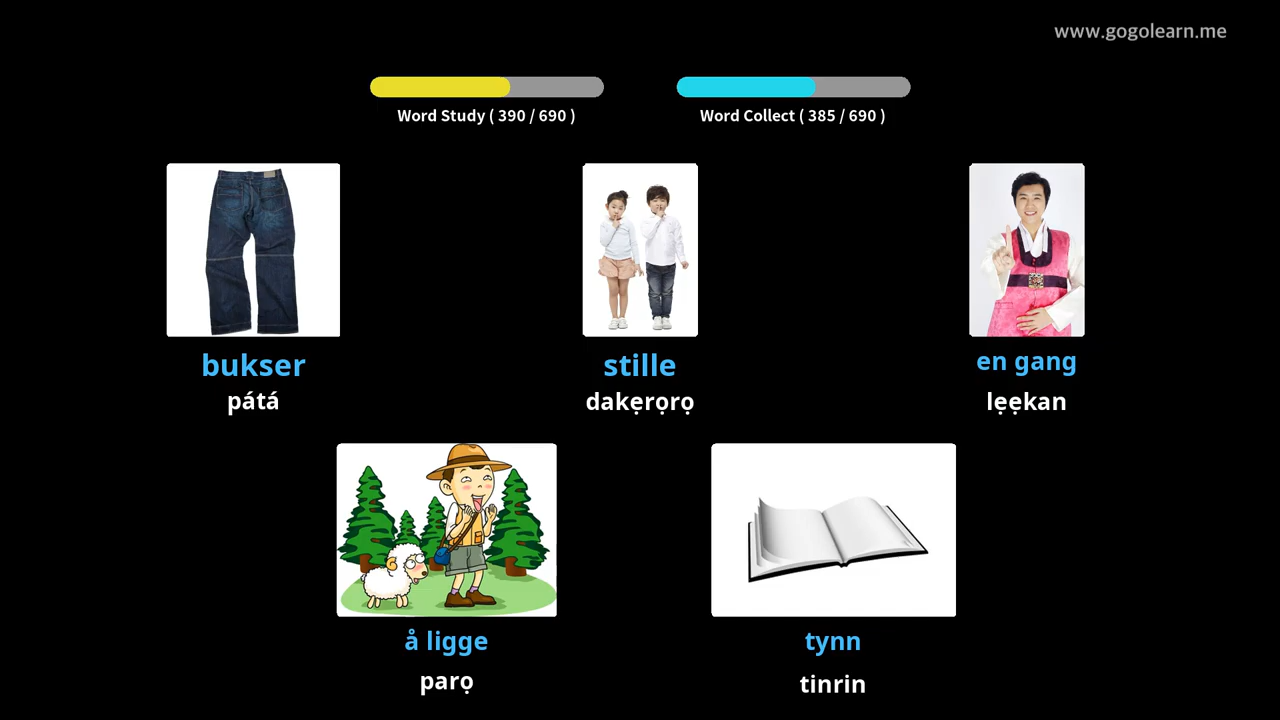 www.gogolearn.me
Word Study ( 390 / 690 )
Word Collect ( 385 / 690 )
bukser
pátá
stille
dakẹrọrọ
en gang
lẹẹkan
å ligge
parọ
tynn
tinrin